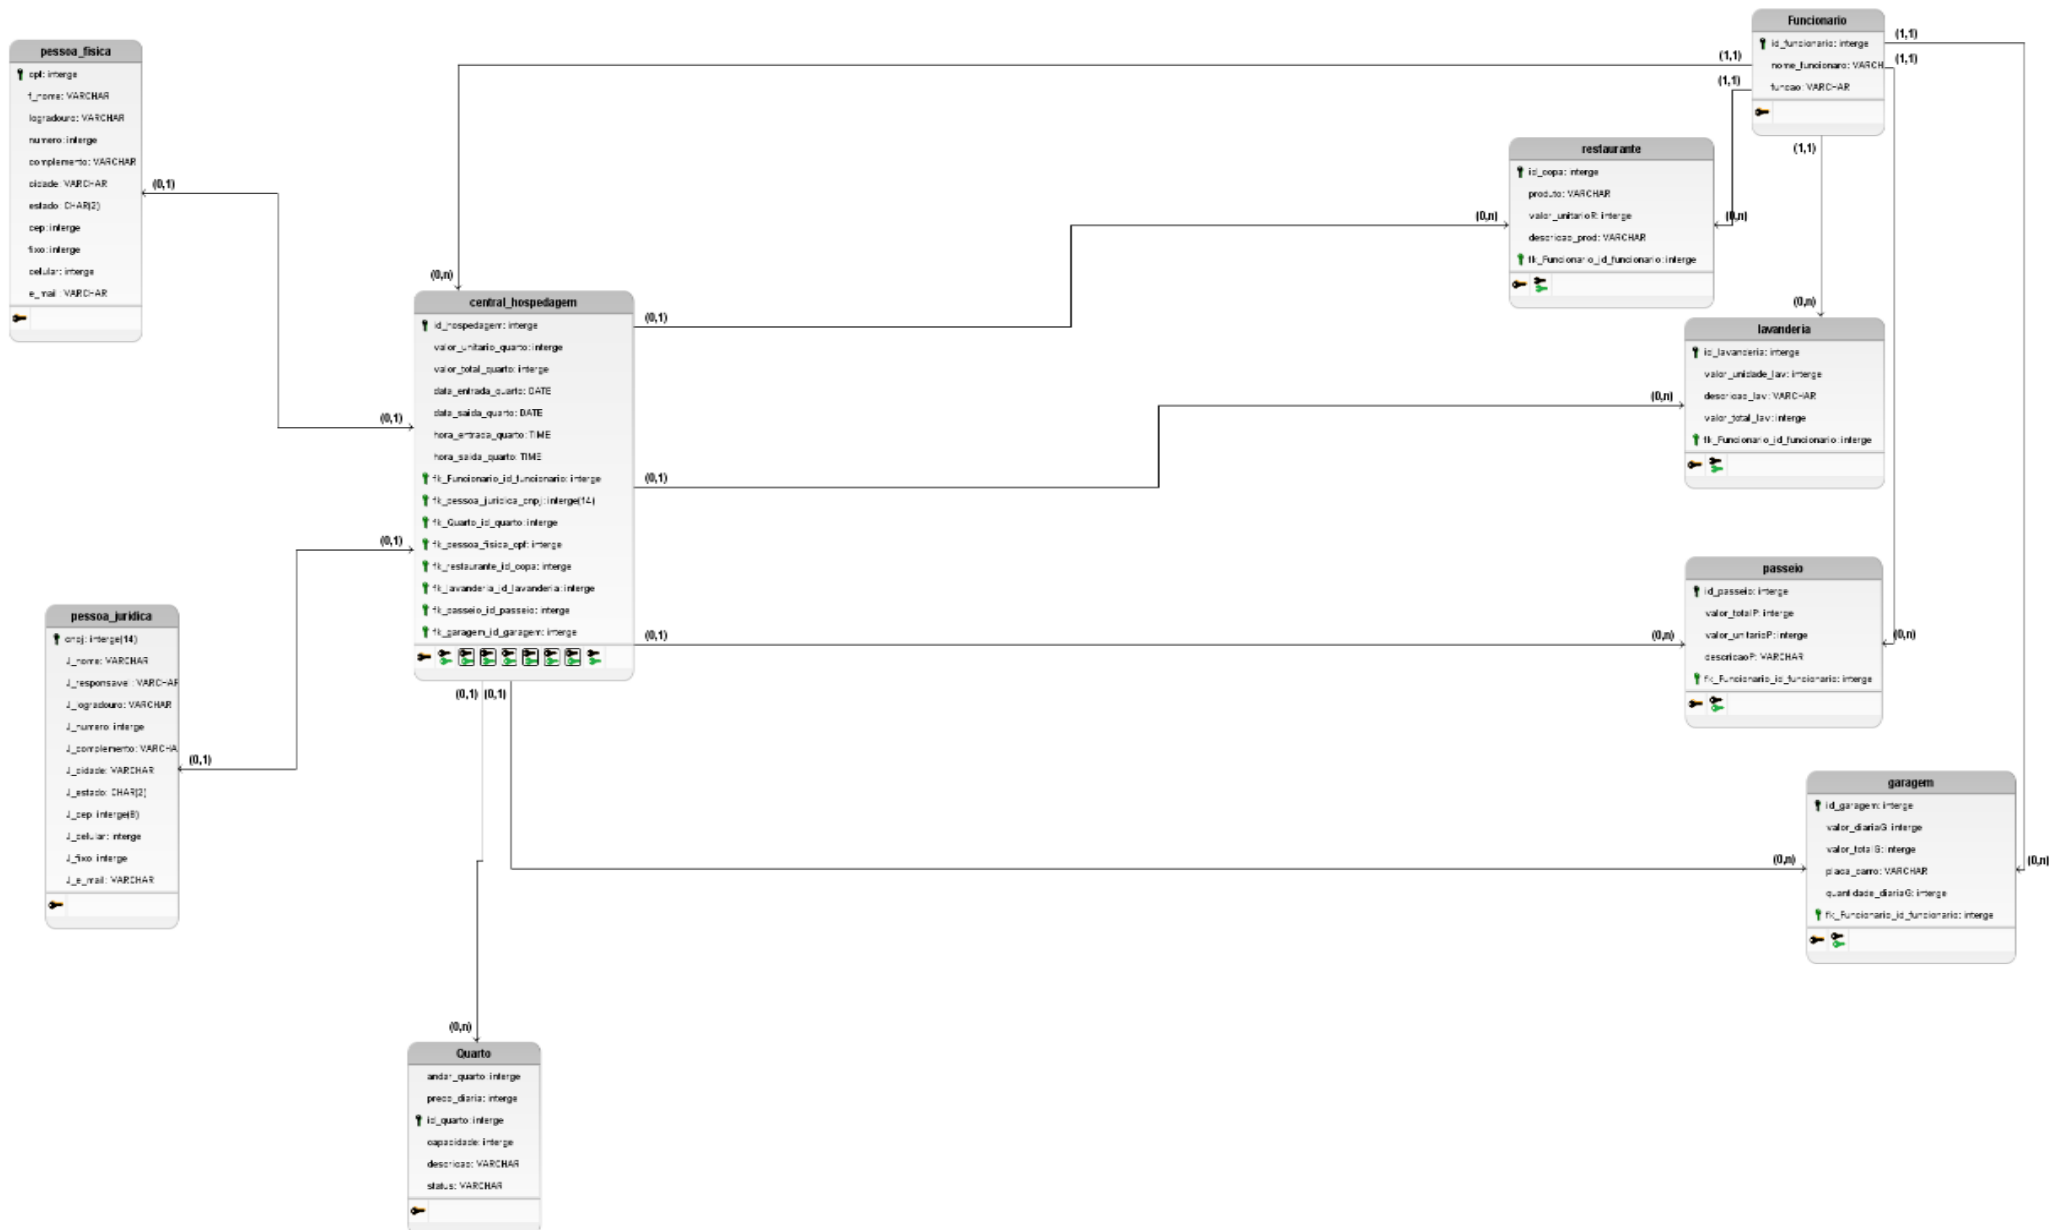 pessoa_fisica
cpf: interge
f_nome: VARCHAR
logradouro: VARCHAR
numero: interge
complemento: VARCHAR
cidade: VARCHAR
estado: CHAR(2)
cep: interge
fixo: interge
celular: interge
e_mail: VARCHAR
(0,1)
(0,1)
pessoa_juridica
cnpj: interge(14)
J_nome: VARCHAR
J_responsavel: VARCHAR
J_logradouro: VARCHAR
J_numero: interge
J_complemento: VARCHA
J_cidade: VARCHAR
J_estado: CHAR(2)
J_cep: interge(8)
J_celular: interge
J_fixo: interge
J_e_mail: VARCHAR
(0,1)
(0,1)
(0,n)
central_hospedagem
id_hospedagem: interge
valor_unitario_quarto: interge
valor_total_quarto: interge
data_entrada_quarto: DATE
data_saida_quarto: DATE
hora_entrada_quarto: TIME
hora_saida_quarto: TIME
fk_Funcionario_id_funcionario: interge
fk_pessoa_juridica_cnpj: interge(14)
fk_Quarto_id_quarto: interge
fk_pessoa_fisica_cpf: interge
fk_restaurante_id_copa: interge
fk_lavanderia_id_lavanderia: interge
fk_passeio_id_passeio: interge
fk_garagem_id_garagem: interge
(0,1)
(0,1)
(0,1)
(0,1) (0,1)
(0,n)
Quarto
andar_quarto: interge
preco_diaria: interge
id_quarto: interge
capacidade: interge
descricao: VARCHAR
status: VARCHAR
Funcionario
id_funcionario: interge
nome_funcionaro: VARCH
funcao: VARCHAR
(1,1)
(1,1)
(1,1)
(1,1)
(1,1)
restaurante
id_copa: interge
produto: VARCHAR
valor_unitarioR: interge
descricao_prod: VARCHAR
fk_Funcionario_id_funcionario: interge
(0,n)
(0,n)
(0,n)
lavanderia
id_lavanderia: interge
valor_unidade_lav: interge
descricao_lav: VARCHAR
valor_total_lav: interge
fk_Funcionario_id_funcionario: interge
(0,n)
passeio
id_passeio: interge
valor_totalP: interge
valor_unitarioP: interge
descricaoP: VARCHAR
fk_Funcionario_id_funcionario: interge
(0,n)
(0,n)
garagem
id_garagem: interge
valor_diariaG: interge
valor_totalG: interge
placa_carro: VARCHAR
quantidade_diariaG: interge
fk_Funcionario_id_funcionario: interge
(0,n)
(0,n)